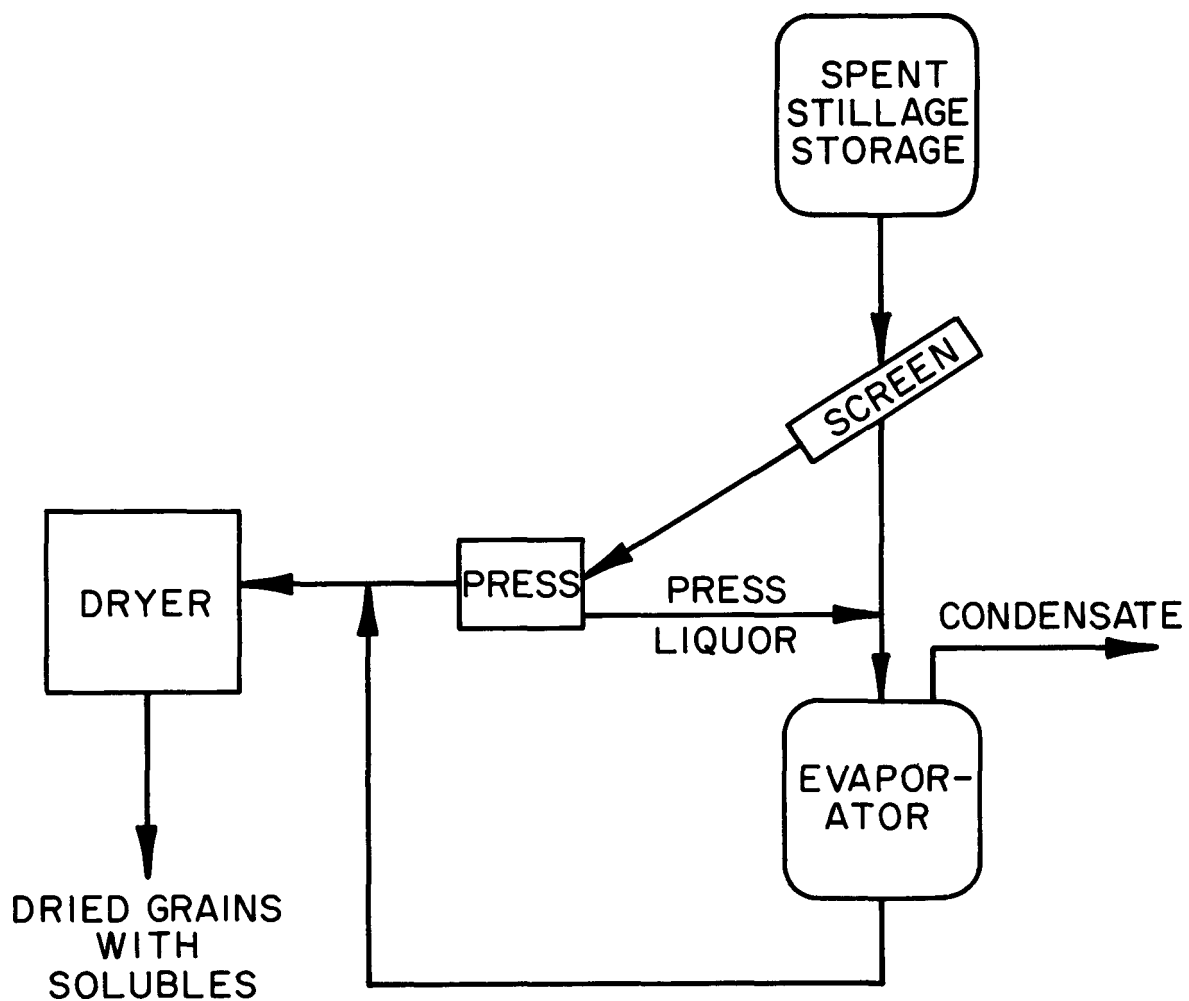 SPENT
STILLAGE
STORAGE
SCREEN
PRESS
PRESS
LIQUOR
DRYER
CONDENSATE
EVAPOR-
ATOR
DRIED GRAINS
WITH
SOLUBLES